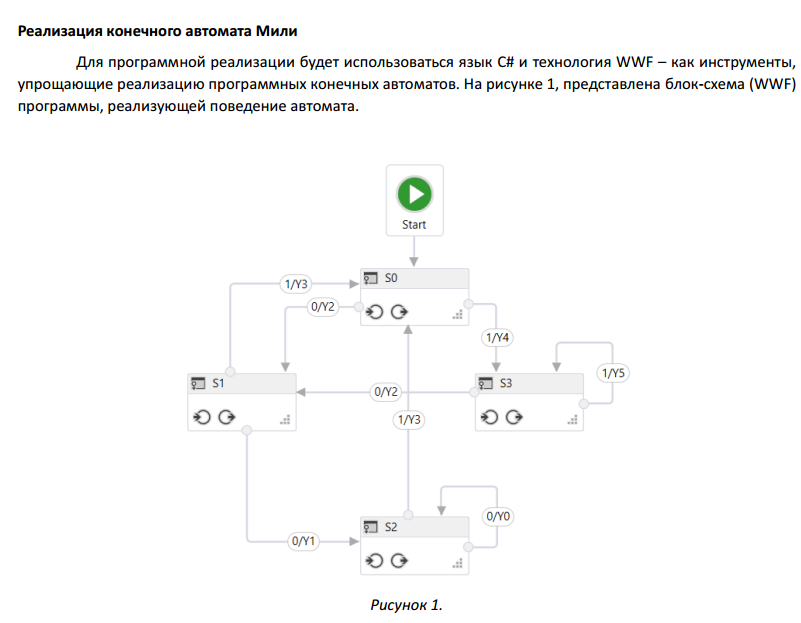 Реализация конечного автомата Мили
Для программной реализации будет использоваться язык C# и технология WWF – как инструменты,
упрощающие реализацию программных конечных автоматов. На рисунке 1, представлена блок-схема (WWF)
программы, реализующей поведение автомата.
Start
S0
1/Y3
0/Y2
1/Y4
S1
S3
1/Y5
0/Y2
1/Y3
S2
0/Y0
0/Y1
Рисунок 1.